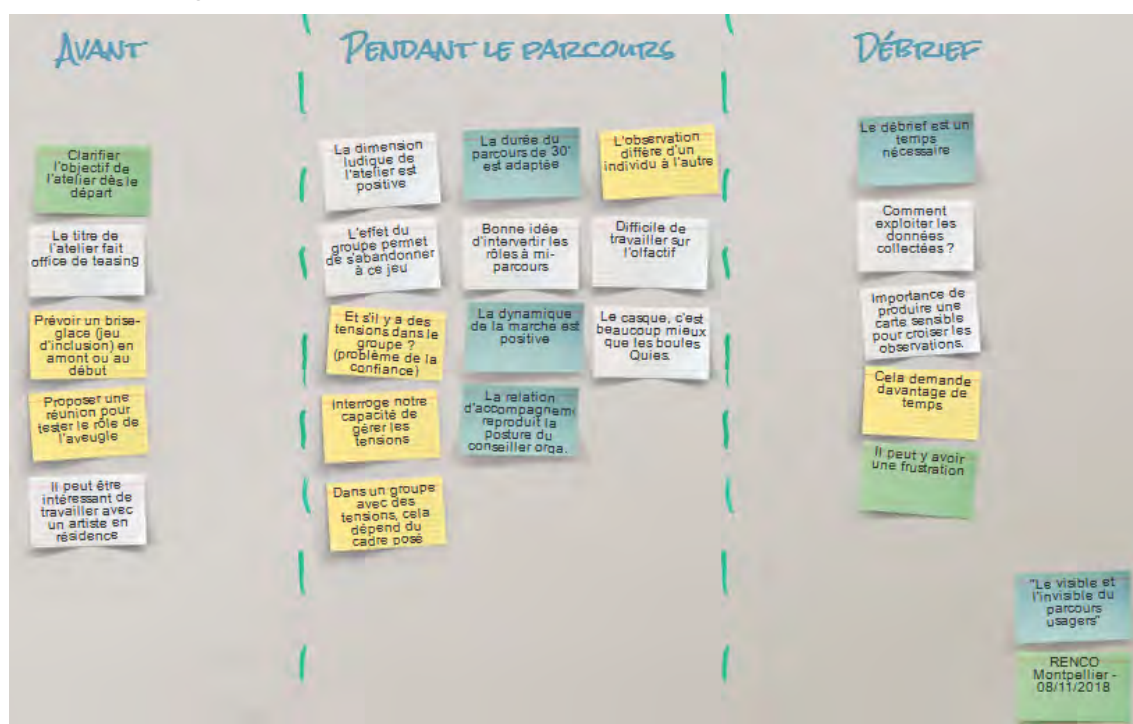 AVANT
PENDANT LE PARCOURS
DÉBRIEF
Clarifier
l'objectif de
l'atelier dès le
départ
Le titre de
l'atelier fait
office de teasing
Prévoir un brise-
glace (jeu
d'inclusion) en
amont ou au
début
Proposer une
réunion pour
tester le rôle de
l'aveugle
Il peut être
intéressant de
travailler avec
un artiste en
résidence
La dimension
ludique de
l'atelier est
positive
L'effet du
groupe permet
de s'abandonner
à ce jeu
Et s'il y a des
tensions dans le
groupe ?
(problème de la
confiance)
Interroge notre
capacité de
gérer les
tensions
Dans un groupe
avec des
tensions, cela
dépend du
cadre posé
La durée du
parcours de 30'
est adaptée
Bonne idée
d'intervertir les
rôles à mi-
parcours
La dynamique
de la marche est
positive
La relation
d'accompagnem
reproduit la
posture du
conseiller orga.
L'observation
diffère d'un
individu à l'autre
Difficile de
travailler sur
l'olfactif
Le casque, c'est
beaucoup mieux
que les boules
Quies.
Le débrief est un
temps
nécessaire
Comment
exploiter les
données
collectées ?
Importance de
produire une
carte sensible
pour croiser les
observations.
Cela demande
davantage de
temps
Il peut y avoir
une frustration
"Le visible et
l'invisible du
parcours
usagers"
RENCO
Montpellier -
08/11/2018